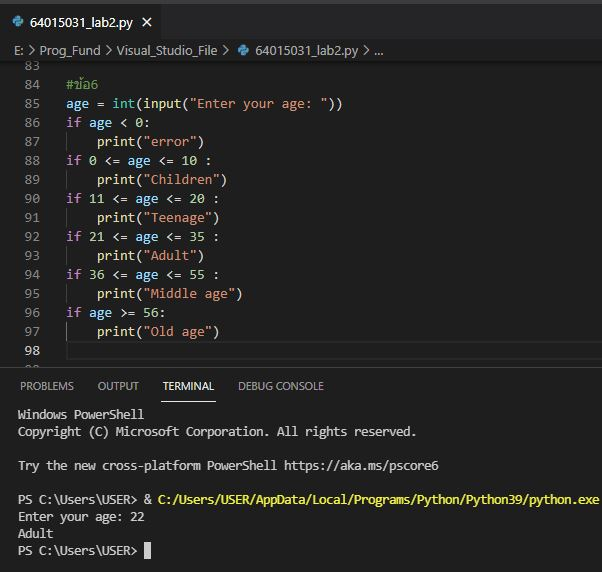 64015031_lab2.py ×
E: > Prog_Fund > Visual_Studio_File > 64015031_lab2.py > ...
83
84 #ข้อ6
85 age = int(input("Enter your age: "))
86 if age < 0:
87     print("error")
88 if 0 <= age <= 10 :
89     print("Children")
90 if 11 <= age <= 20 :
91     print("Teenage")
92 if 21 <= age <= 35 :
93     print("Adult")
94 if 36 <= age <= 55 :
95     print("Middle age")
96 if age >= 56:
97     print("Old age")
98
PROBLEMS OUTPUT TERMINAL DEBUG CONSOLE
Windows PowerShell
Copyright (C) Microsoft Corporation. All rights reserved.
Try the new cross-platform PowerShell https://aka.ms/pscore6
PS C:\Users\USER> & C:/Users/USER/AppData/Local/Programs/Python/Python39/python.exe
Enter your age: 22
Adult
PS C:\Users\USER>